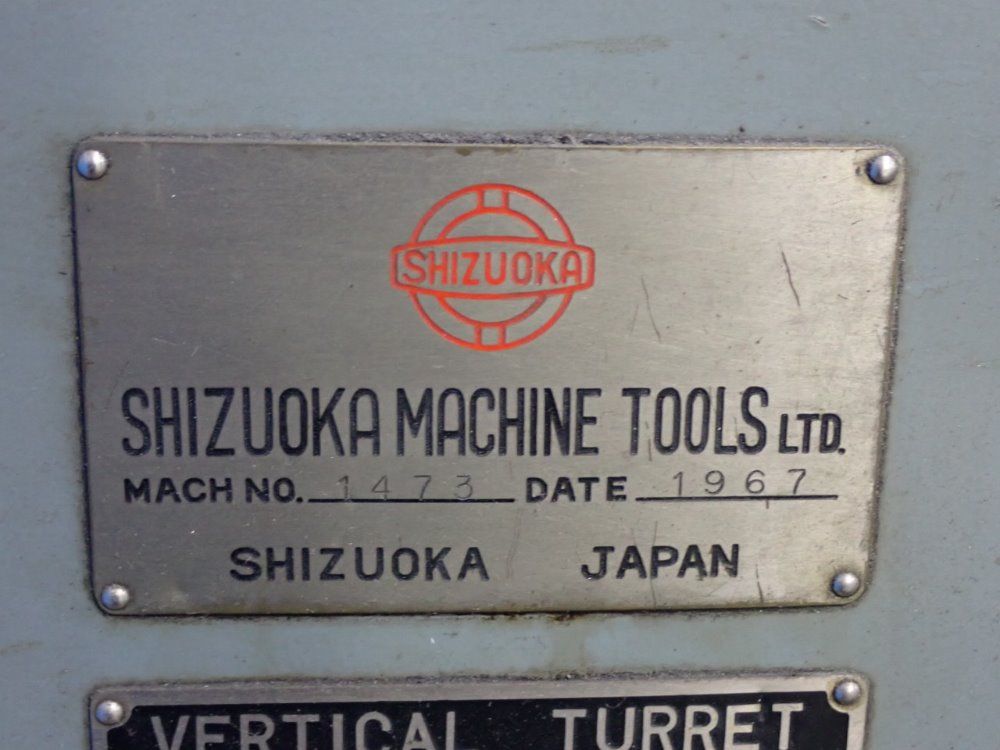 SHIZUOKA
SHIZUOKA MACHINE TOOLS LTD.
MACH NO. 1473 DATE 1967
SHIZUOKA JAPAN
VERTICAL TURRET